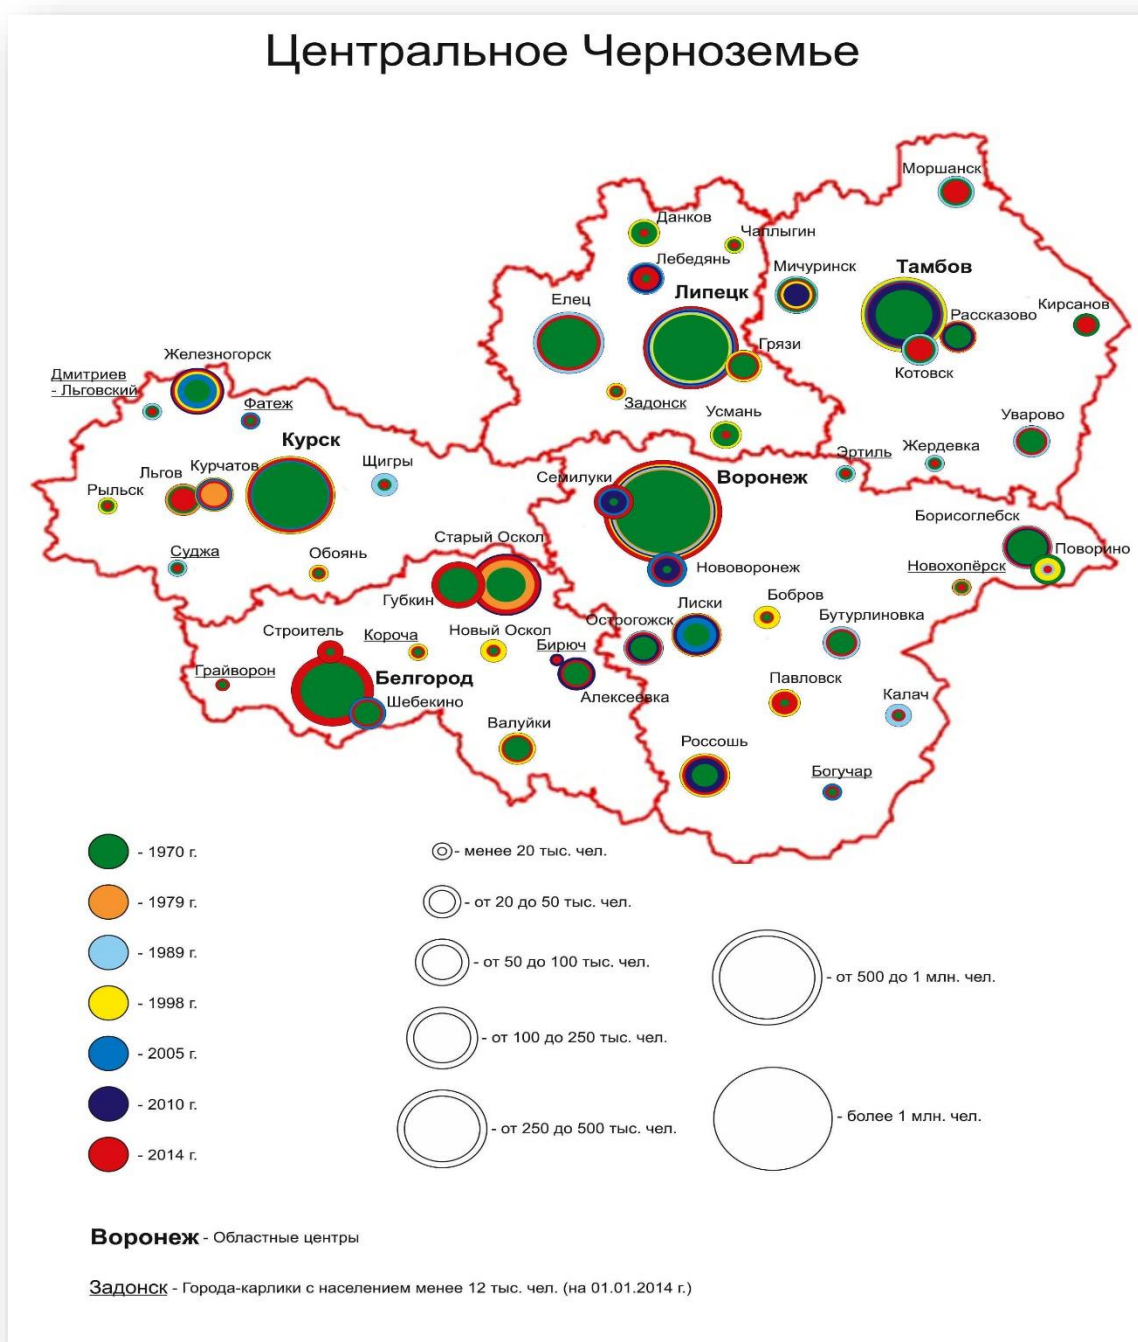 Центральное Черноземье
Моршанск
Данков
Чаплыгин
Лебедянь
Мичуринск
Тамбов
Липецк
Елец
Кирсанов
Рассказово
Грязи
Железногорск
Котовск
Дмитриев
- Льговский
Фатеж
Задонск
Усмань
Уварово
Курск
Жердевка
Эртиль
Щигры
Курчатов
Льгов
Семилуки
Воронеж
Рыльск
Борисоглебск
Старый Оскол
Поворино
Суджа
Обоянь
Новохопёрск
Нововоронеж
Губкин
Бобров
Лиски
Бутурлиновка
Острогожск
Строитель
Короча
Новый Оскол
Бирюч
Грайворон
Белгород
Павловск
Калач
Шебекино
Алексеевка
Валуйки
Россошь
Богучар
- 1970 г.
- менее 20 тыс. чел.
- 1979 г.
- от 20 до 50 тыс. чел.
- 1989 г.
- от 50 до 100 тыс. чел.
- от 500 до 1 млн. чел.
- 1998 г.
- от 100 до 250 тыс. чел.
- 2005 г.
- 2010 г.
- более 1 млн. чел.
- от 250 до 500 тыс. чел.
- 2014 г.
Воронеж - Областные центры
Задонск - Города-карлики с населением менее 12 тыс. чел. (на 01.01.2014 г.)